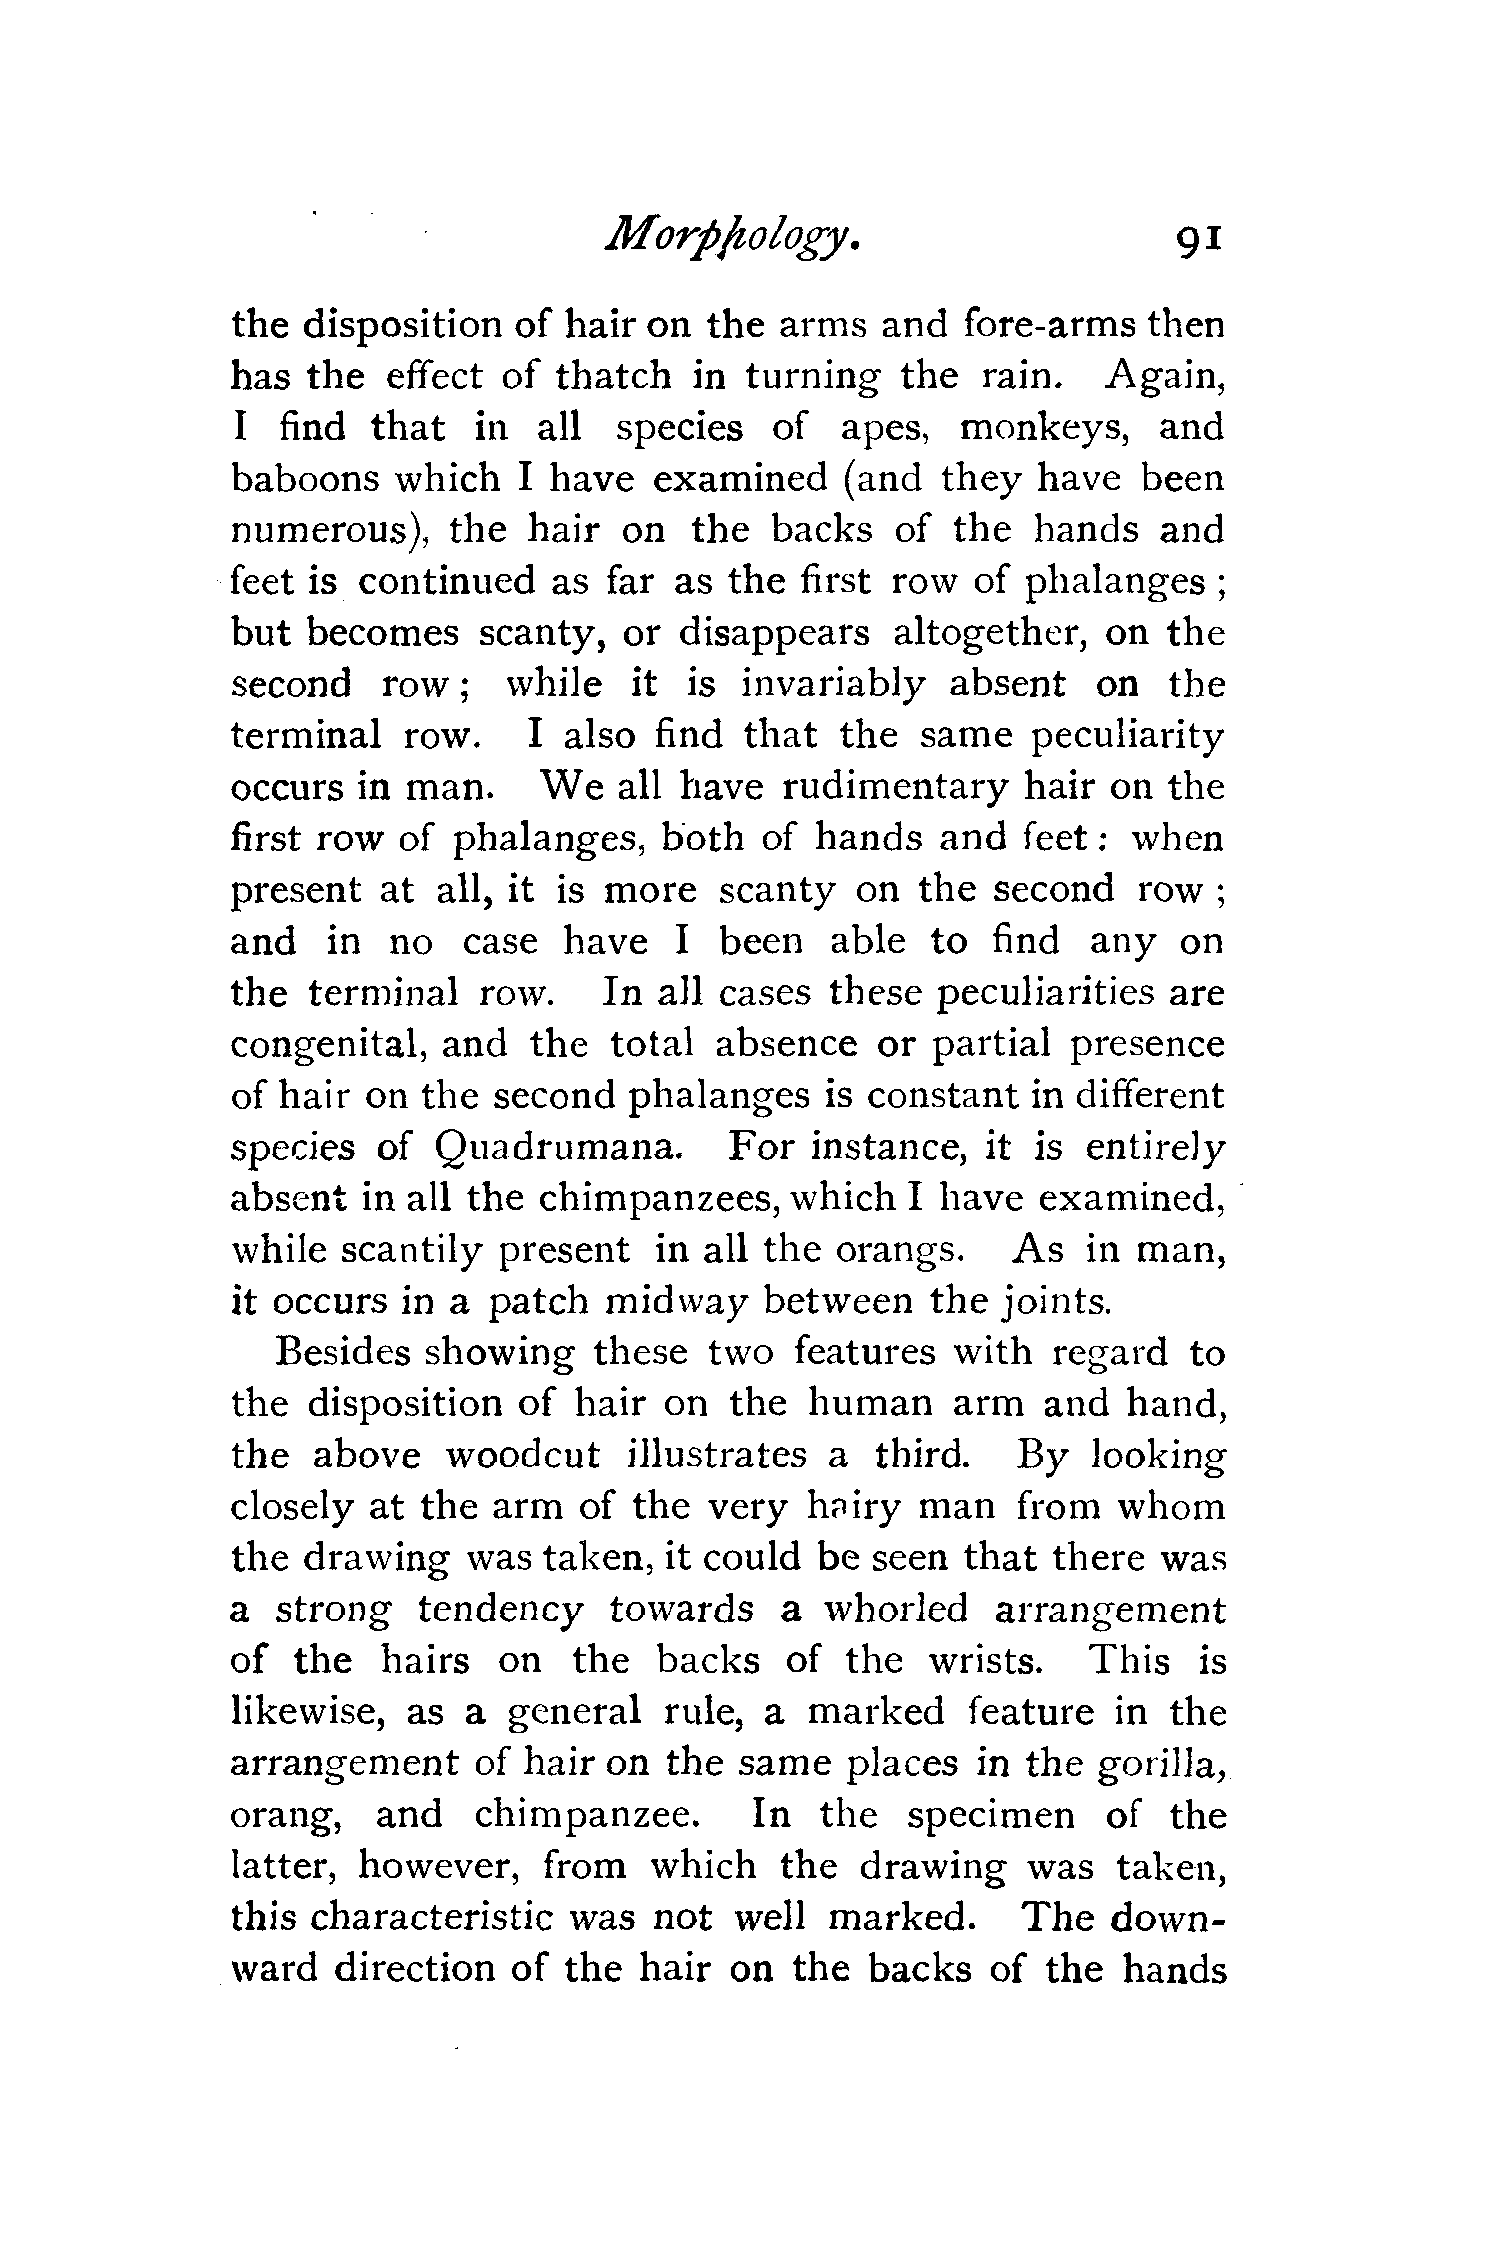 Morphology. 91
the disposition of hair on the arms and fore-arms then
has the effect of thatch in turning the rain. Again,
I find that in all species of apes, monkeys, and
baboons which I have examined (and they have been
numerous), the hair on the backs of the hands and
feet is continued as far as the first row of phalanges ;
but becomes scanty, or disappears altogether, on the
second row ; while it is invariably absent on the
terminal row. I also find that the same peculiarity
occurs in man. We all have rudimentary hair on the
first row of phalanges, both of hands and feet : when
present at all, it is more scanty on the second row ;
and in no case have I been able to find any on
the terminal row. In all cases these peculiarities are
congenital, and the total absence or partial presence
of hair on the second phalanges is constant in different
species of Quadrumana. For instance, it is entirely
absent in all the chimpanzees, which I have examined,
while scantily present in all the orangs. As in man,
it occurs in a patch midway between the joints.
Besides showing these two features with regard to
the disposition of hair on the human arm and hand,
the above woodcut illustrates a third. By looking
closely at the arm of the very hairy man from whom
the drawing was taken, it could be seen that there was
a strong tendency towards a whorled arrangement
of the hairs on the backs of the wrists. This is
likewise, as a general rule, a marked feature in the
arrangement of hair on the same places in the gorilla,
orang, and chimpanzee. In the specimen of the
latter, however, from which the drawing was taken,
this characteristic was not well marked. The down-
ward direction of the hair on the backs of the hands